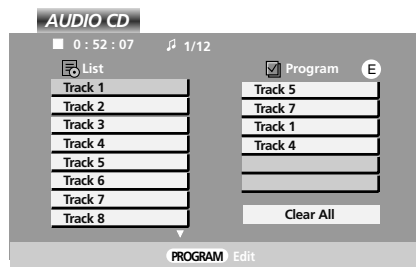 AUDIO CD
0 : 52 : 07 1/12
List
Track 1
Track 2
Track 3
Track 4
Track 5
Track 6
Track 7
Track 8
Program E
Track 5
Track 7
Track 1
Track 4
Clear All
PROGRAM Edit